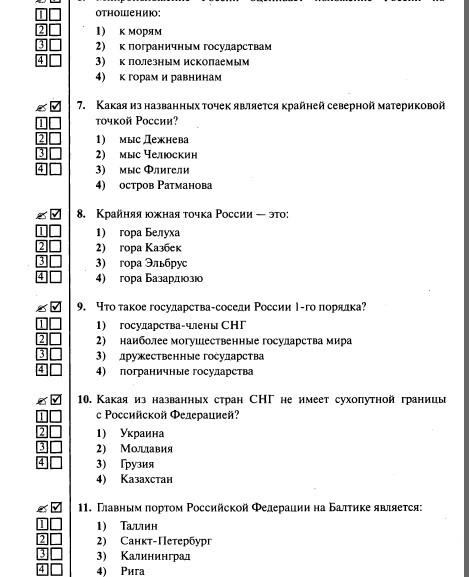 отношению:
1) к морям
2) к пограничным государствам
3) к полезным ископаемым
4) к горам и равнинам
1
2
3
4
7. Какая из названных точек является крайней северной материковой
точкой России?
1) мыс Дежнева
2) мыс Челюскин
3) мыс Флигели
4) остров Ратманова
1
2
3
4
8. Крайняя южная точка России — это:
1) гора Белуха
2) гора Казбек
3) гора Эльбрус
4) гора Базардюзю
1
2
3
4
9. Что такое государства-соседи России 1-го порядка?
1) государства-члены СНГ
2) наиболее могущественные государства мира
3) дружественные государства
4) пограничные государства
1
2
3
4
10. Какая из названных стран СНГ не имеет сухопутной границы
с Российской Федерацией?
1) Украина
2) Молдавия
3) Грузия
4) Казахстан
1
2
3
4
11. Главным портом Российской Федерации на Балтике является:
1) Таллин
2) Санкт-Петербург
3) Калининград
4) Рига
1
2
3
4